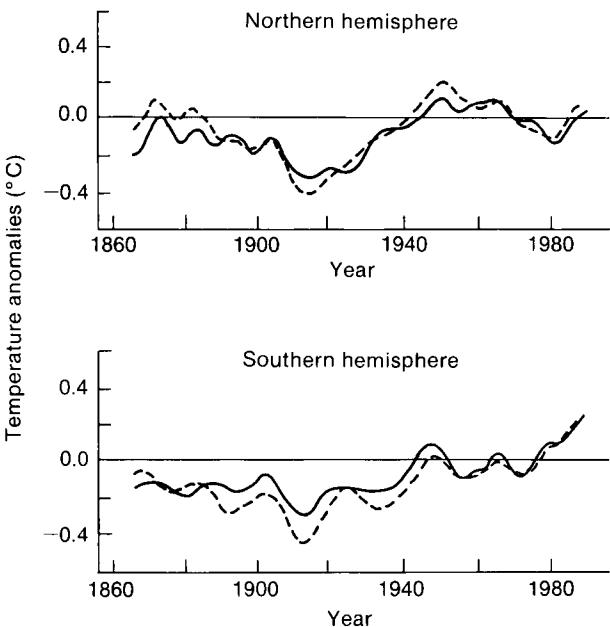 Temperature anomalies (°C)
Northern hemisphere
0.4
0.0
−0.4
1860 1900 1940 1980
Year
Southern hemisphere
0.4
0.0
−0.4
1860 1900 1940 1980
Year